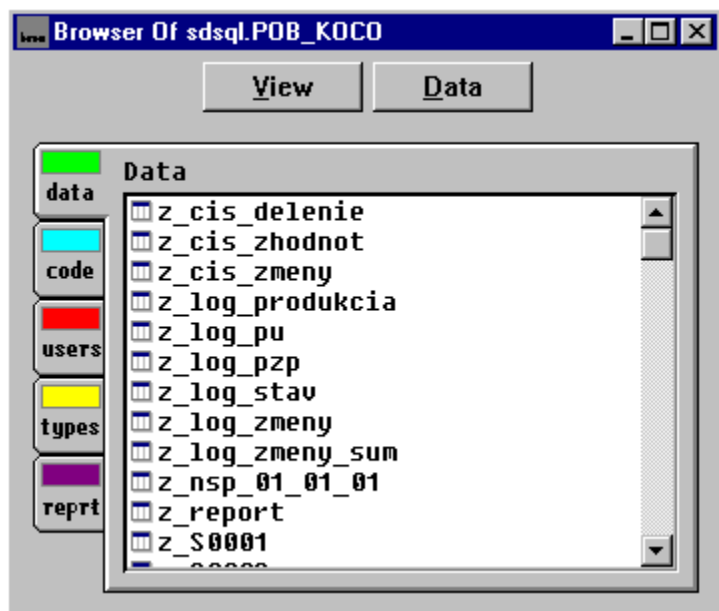 Browser Of sdsql.POB_KOCO
View Data
data
code
users
types
reprt
Data
z_cis_delenie
z_cis_zhodnot
z_cis_zmeny
z_log_produkcia
z_log_pu
z_log_pzp
z_log_stav
z_log_zmeny
z_log_zmeny_sum
z_nsp_01_01_01
z_report
z_S0001